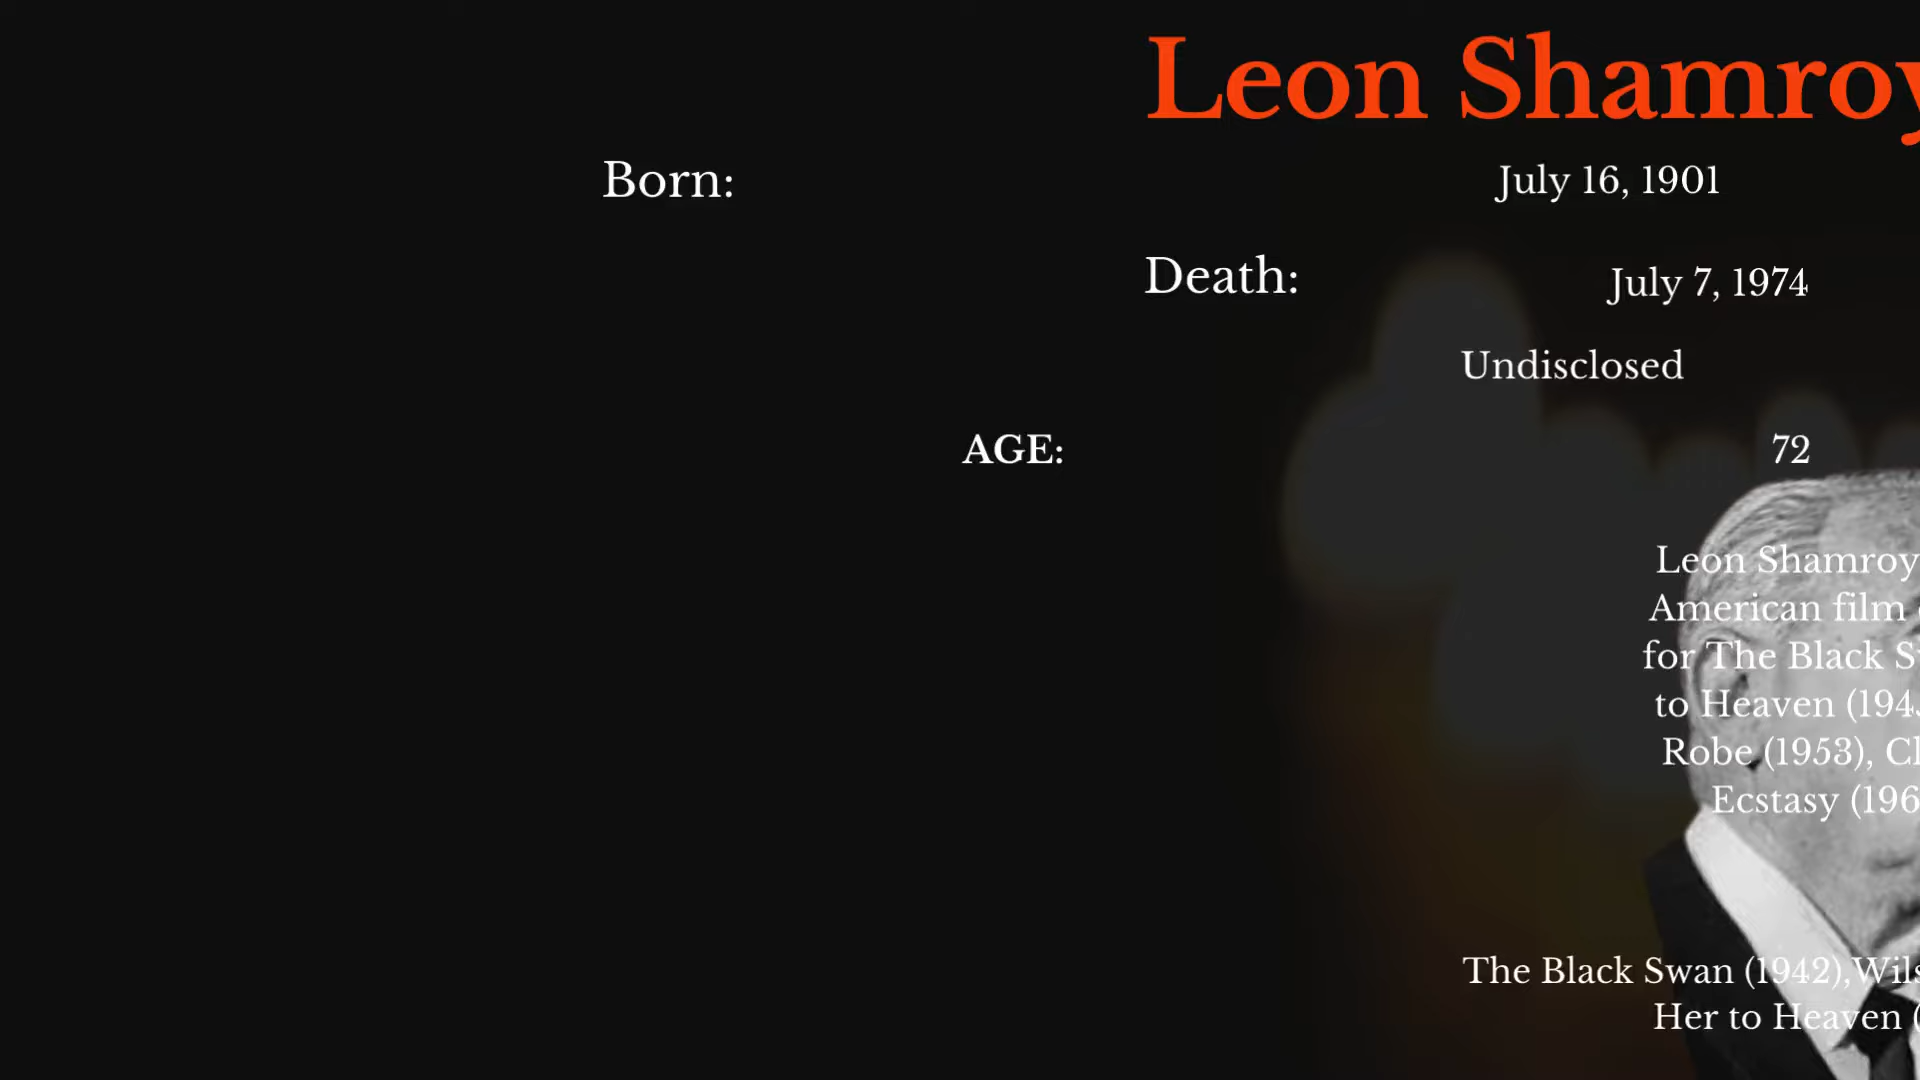 Leon Shamroy
Born: July 16, 1901
Death: July 7, 1974
Undisclosed
AGE: 72
Leon Shamroy
American film
for The Black
to Heaven
Robe (1953),
Ecstasy
The Black Swan (1942),
Her to Heaven